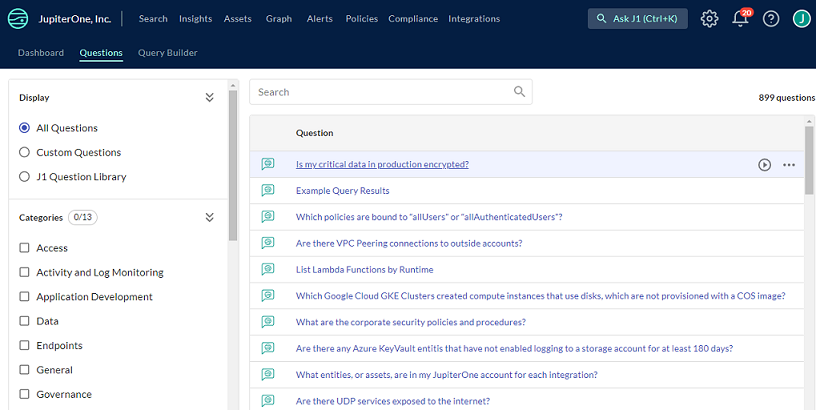 JupiterOne, Inc. Search Insights Assets Graph Alerts Policies Compliance Integrations Ask J1 (Ctrl+K) 20 J
Dashboard Questions Query Builder
Display
All Questions
Custom Questions
J1 Question Library
Categories 0/13
Access
Activity and Log Monitoring
Application Development
Data
Endpoints
General
Governance
Search
899 questions
Question
Is my critical data in production encrypted?
Example Query Results
Which policies are bound to "allUsers" or "allAuthenticatedUsers"?
Are there VPC Peering connections to outside accounts?
List Lambda Functions by Runtime
Which Google Cloud GKE Clusters created compute instances that use disks, which are not provisioned with a COS image?
What are the corporate security policies and procedures?
Are there any Azure KeyVault entitis that have not enabled logging to a storage account for at least 180 days?
What entities, or assets, are in my JupiterOne account for each integration?
Are there UDP services exposed to the internet?